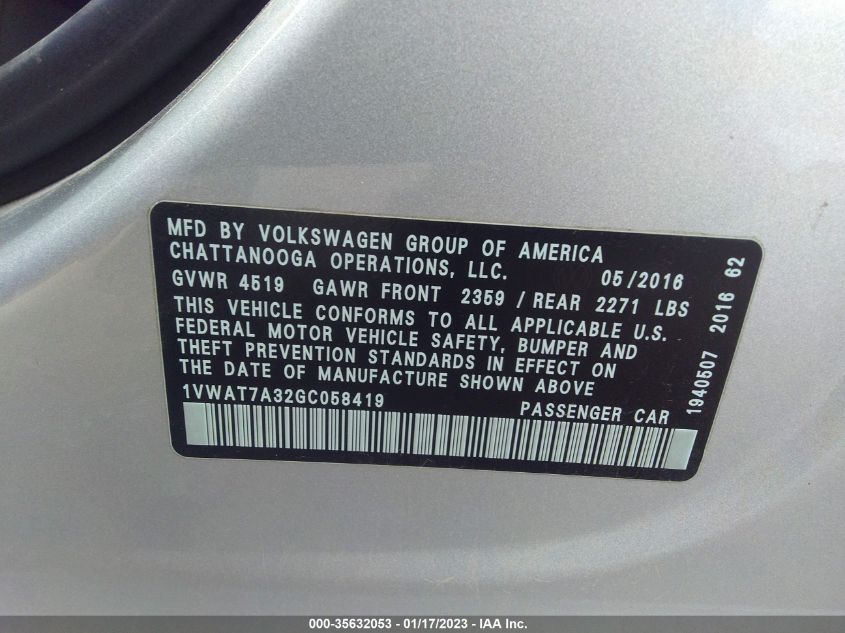 MFD BY VOLKSWAGEN GROUP OF AMERICA
CHATTANOOGA OPERATIONS, LLC. 05/2016
GVWR 4519 GAWR FRONT 2359 / REAR 2271 LBS
THIS VEHICLE CONFORMS TO ALL APPLICABLE U.S.
FEDERAL MOTOR VEHICLE SAFETY, BUMPER AND
THEFT PREVENTION STANDARDS IN EFFECT ON
THE DATE OF MANUFACTURE SHOWN ABOVE.
1VWAT7A32GC058419 PASSENGER CAR
1940507 2016 62
000-35632053 - 01/17/2023 - IAA Inc.